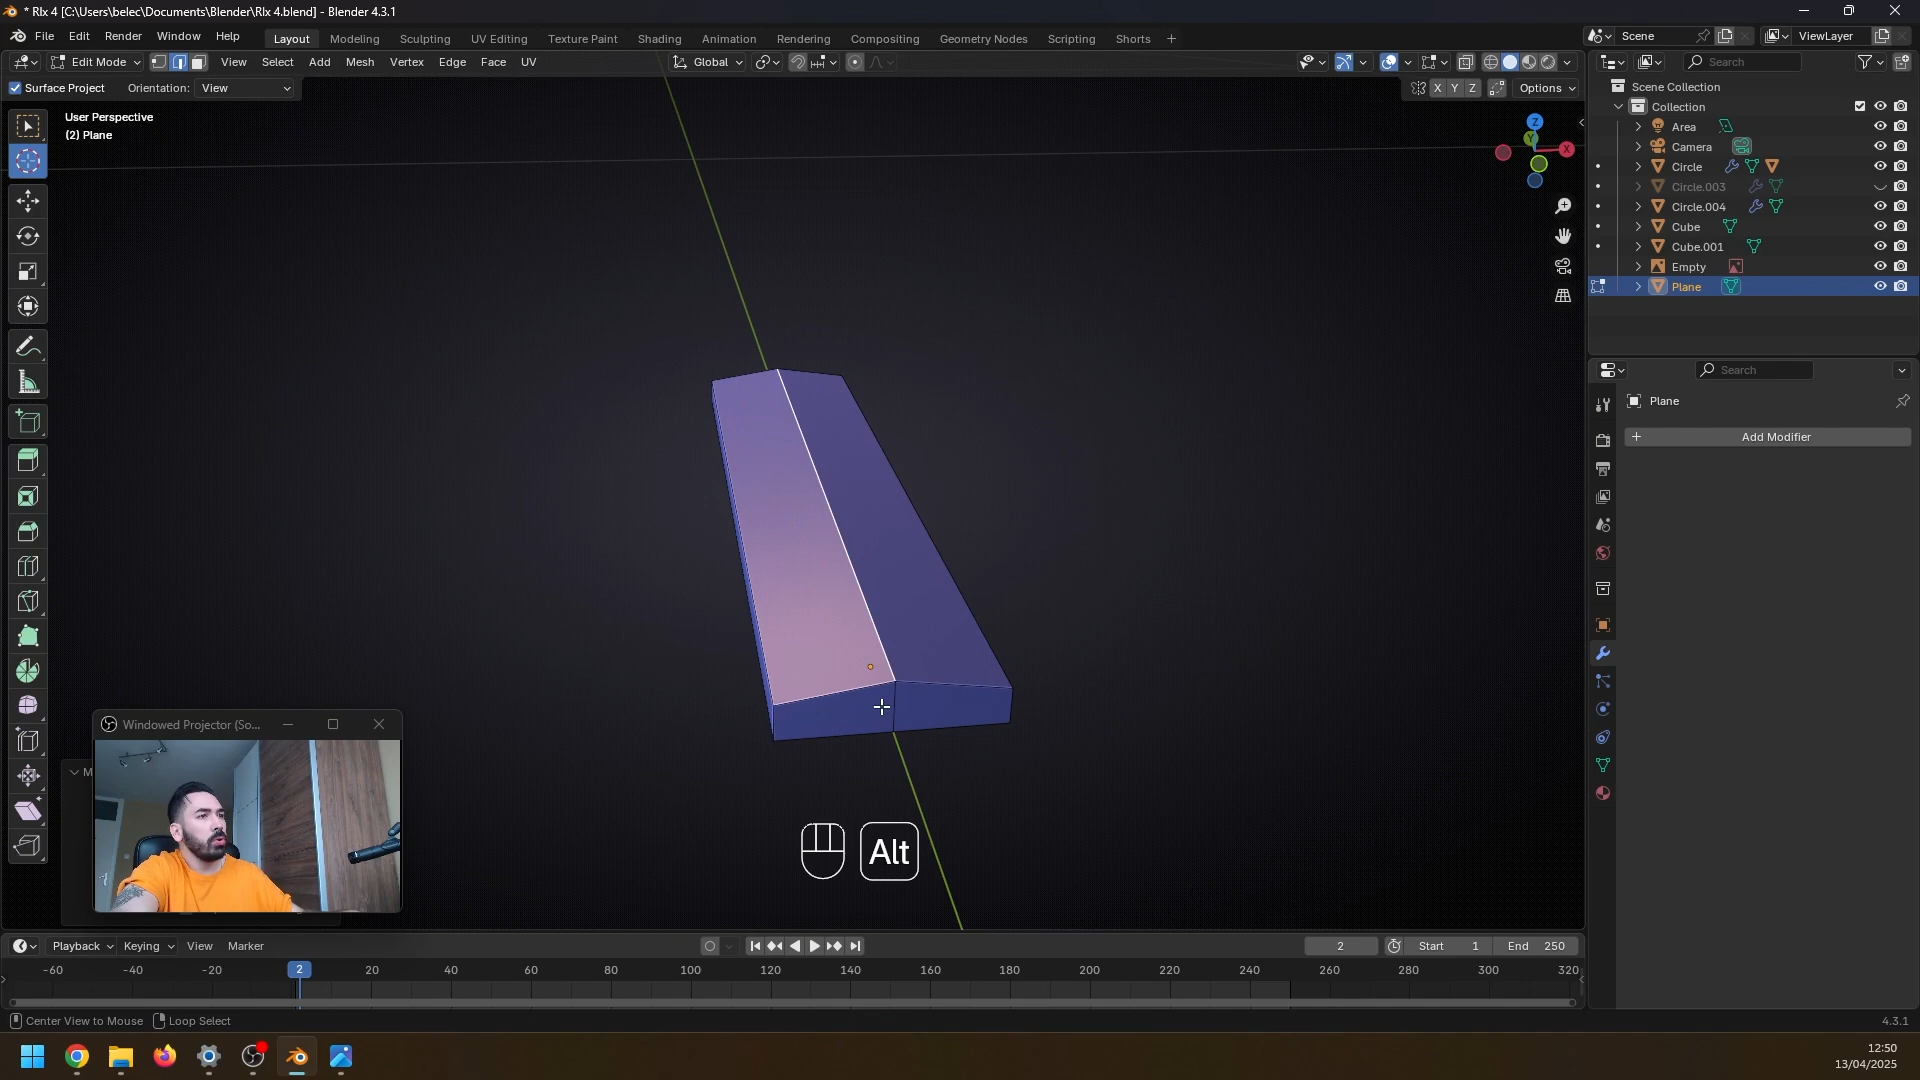 * Rlx 4 [C:\Users\belec\Documents\Blender\Rlx 4.blend] - Blender 4.3.1
File Edit Render Window Help Layout Modeling Sculpting UV Editing Texture Paint Shading Animation Rendering Compositing Geometry Nodes Scripting Shorts + Scene ViewLayer
Edit Mode View Select Add Mesh Vertex Edge Face UV Global Search
Surface Project Orientation: View X Y Z Options
Scene Collection
Collection
User Perspective
(2) Plane
Area
Camera
Circle
Circle.003
Circle.004
Cube
Cube.001
Empty
Plane
Z
Y
X
Search
Plane
+ Add Modifier
Windowed Projector (So...
M
Alt
Playback Keying View Marker 2 Start 1 End 250
-60 -40 -20 2 20 40 60 80 100 120 140 160 180 200 220 240 260 280 300 320
Center View to Mouse Loop Select 4.3.1
12:50
13/04/2025